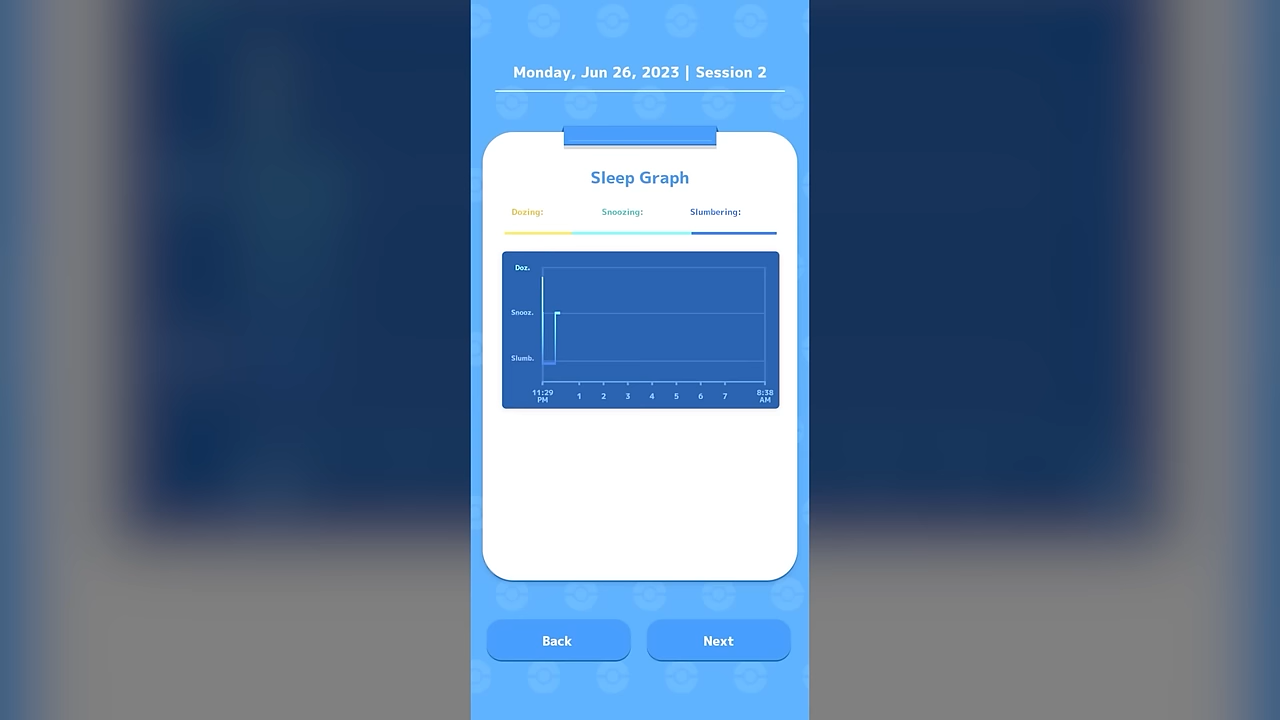 Monday, Jun 26, 2023 | Session 2
Sleep Graph
Dozing: Snoozing: Slumbering:
Doz.
Snooz.
Slumb.
11:29 PM 1 2 3 4 5 6 7 8:38 AM
Back Next